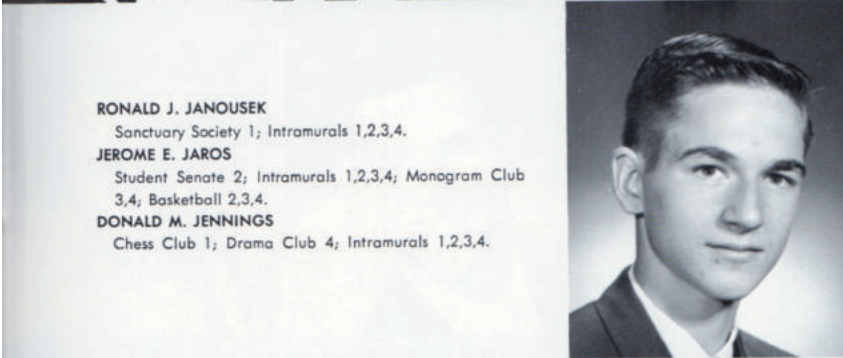 RONALD J. JANOUSEK
Sanctuary Society 1; Intramurals 1,2,3,4.
JEROME E. JAROS
Student Senate 2; Intramurals 1,2,3,4; Monogram Club
3,4; Basketball 2,3,4.
DONALD M. JENNINGS
Chess Club 1; Drama Club 4; Intramurals 1,2,3,4.